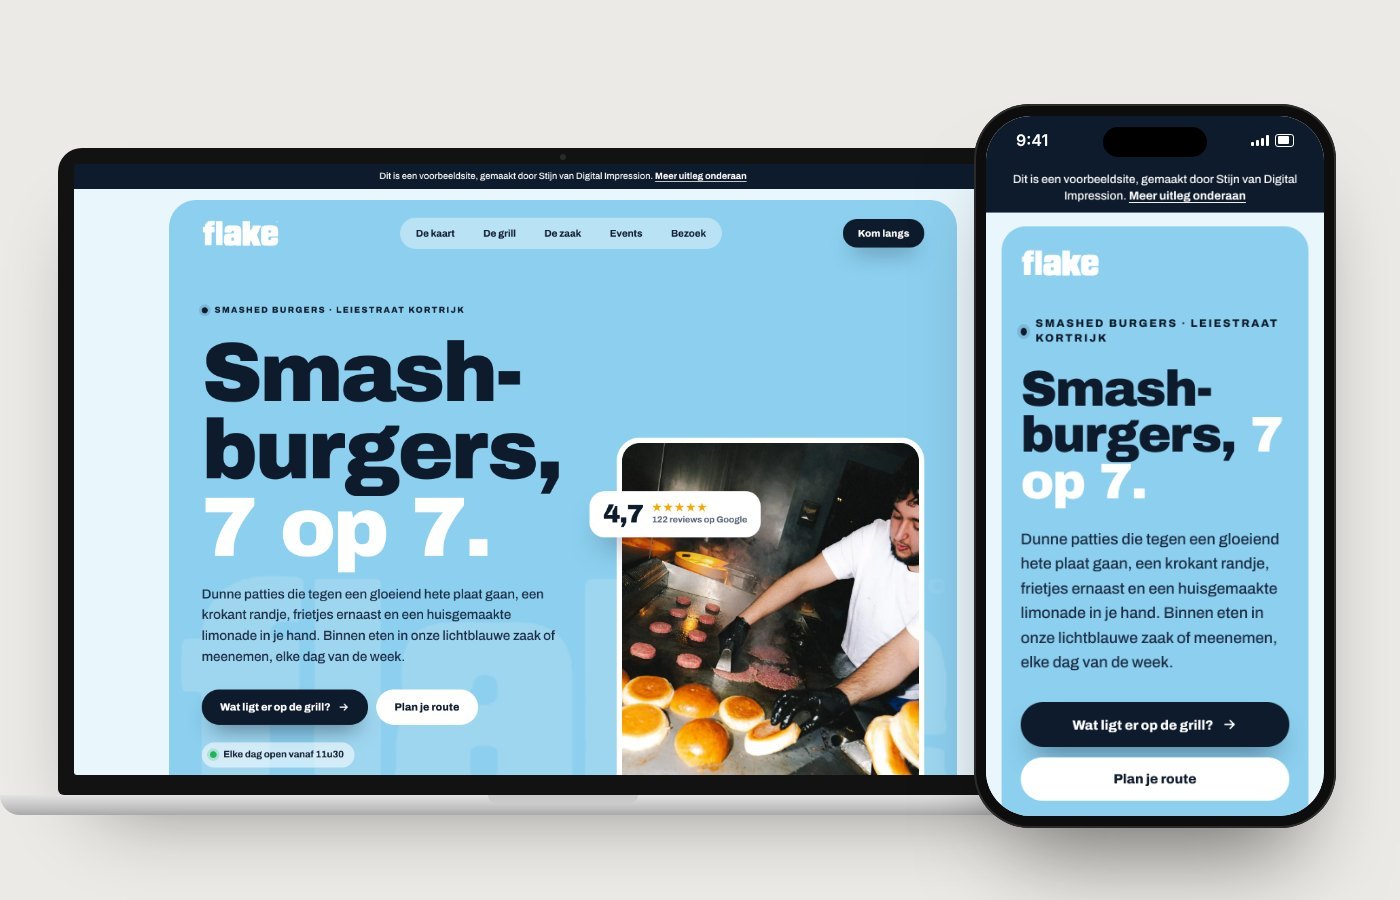 Dit is een voorbeeldsite, gemaakt door Stijn van Digital Impression. Meer uitleg onderaan
flake
De kaart
De grill
De zaak
Events
Bezoek
Kom langs
SMASHED BURGERS · LEIESTRAAT KORTRIJK
Smash-
burgers,
7 op 7.
4,7
★★★★★
122 reviews op Google
Dunne patties die tegen een gloeiend hete plaat gaan, een
krokant randje, frietjes ernaast en een huisgemaakte
limonade in je hand. Binnen eten in onze lichtblauwe zaak of
meenemen, elke dag van de week.
Wat ligt er op de grill? →
Plan je route
Elke dag open vanaf 11u30
9:41
Dit is een voorbeeldsite, gemaakt door Stijn van Digital
Impression. Meer uitleg onderaan
flake
SMASHED BURGERS · LEIESTRAAT
KORTRIJK
Smash-
burgers, 7
op 7.
Dunne patties die tegen een gloeiend
hete plaat gaan, een krokant randje,
frietjes ernaast en een huisgemaakte
limonade in je hand. Binnen eten in
onze lichtblauwe zaak of meenemen,
elke dag van de week.
Wat ligt er op de grill? →
Plan je route